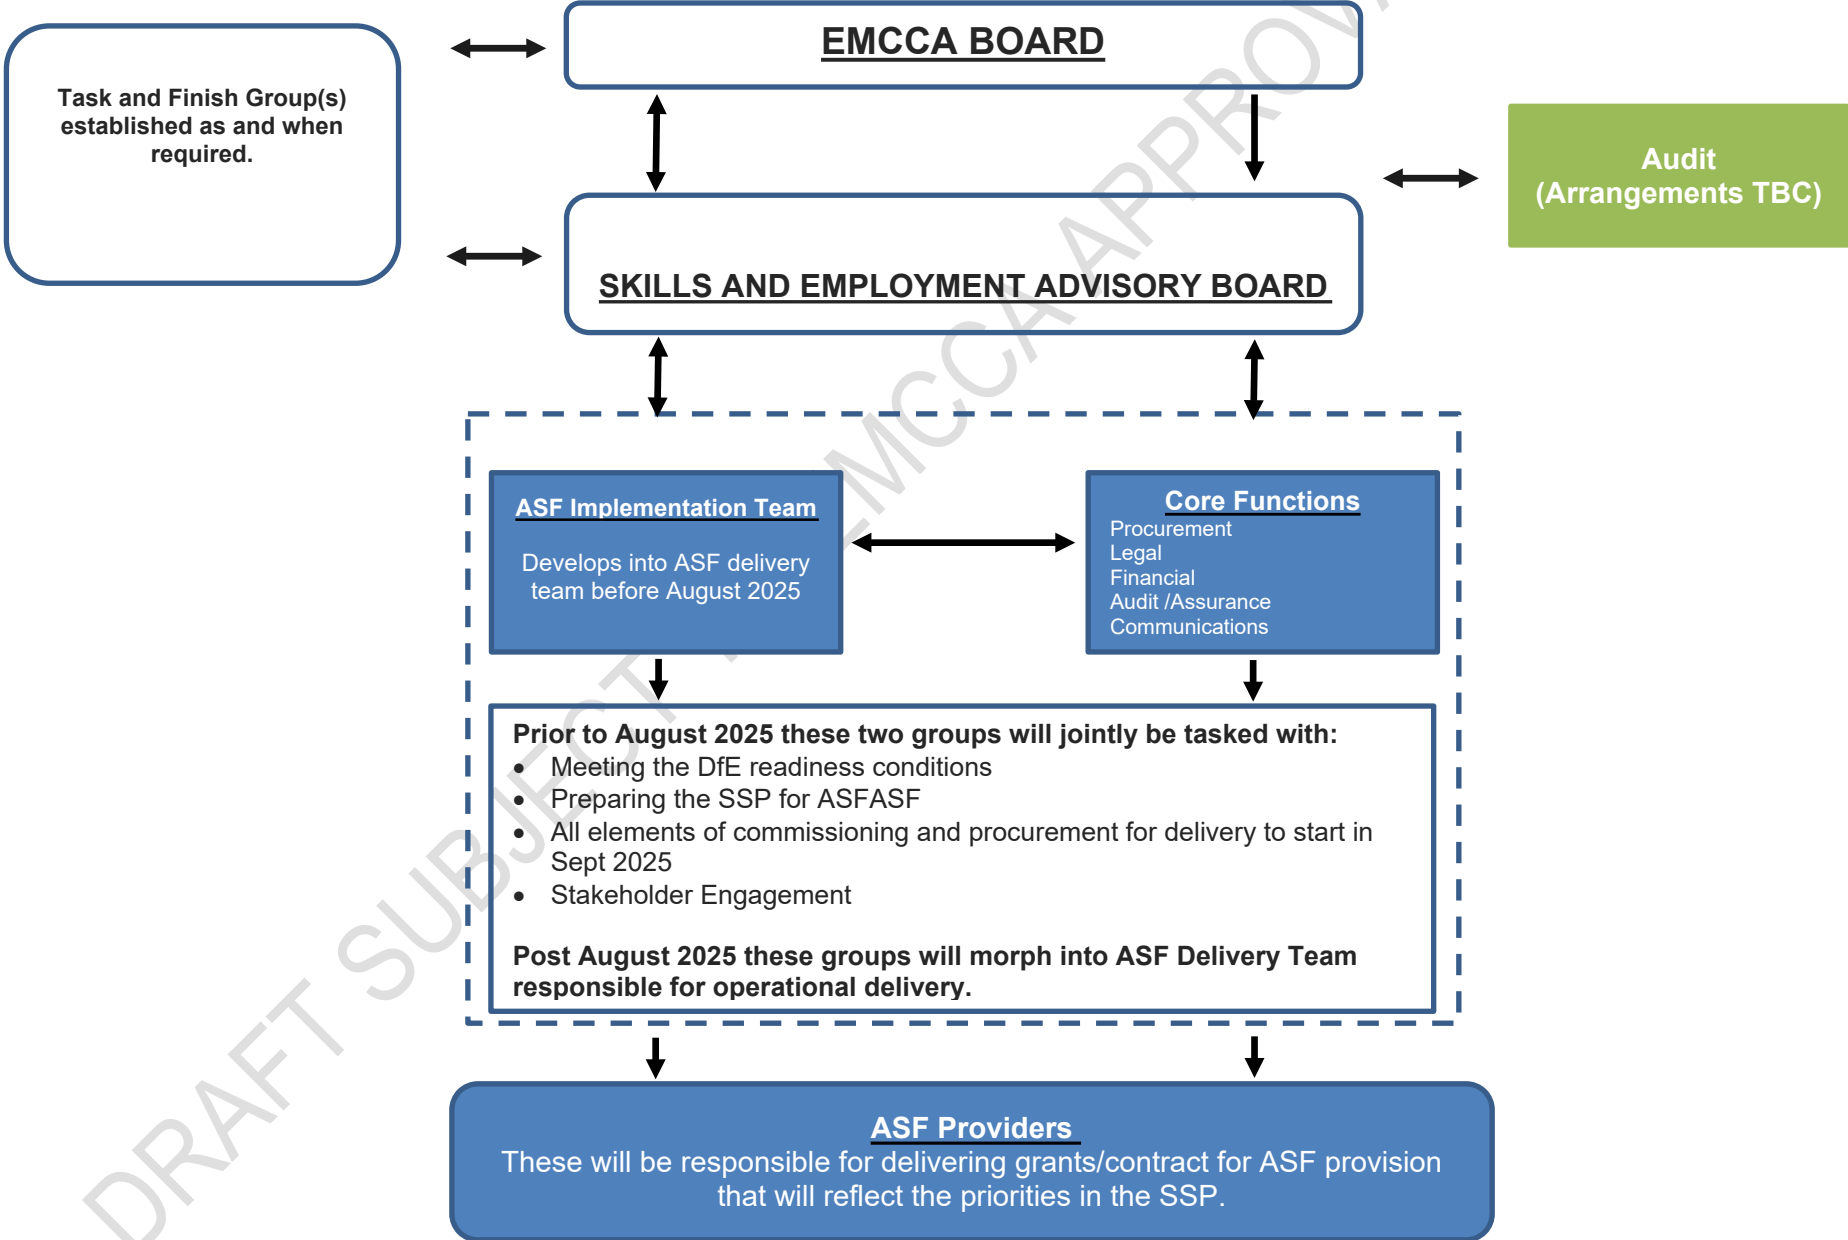 EMCCA BOARD
Task and Finish Group(s)
established as and when
required.
Audit
(Arrangements TBC)
SKILLS AND EMPLOYMENT ADVISORY BOARD
ASF Implementation Team
Develops into ASF delivery
team before August 2025
Core Functions
Procurement
Legal
Financial
Audit /Assurance
Communications
Prior to August 2025 these two groups will jointly be tasked with:
• Meeting the DfE readiness conditions
• Preparing the SSP for ASFASF
• All elements of commissioning and procurement for delivery to start in
Sept 2025
• Stakeholder Engagement
Post August 2025 these groups will morph into ASF Delivery Team
responsible for operational delivery.
ASF Providers
These will be responsible for delivering grants/contract for ASF provision
that will reflect the priorities in the SSP.
DRAFT SUBJECT EMCCA APPROVA